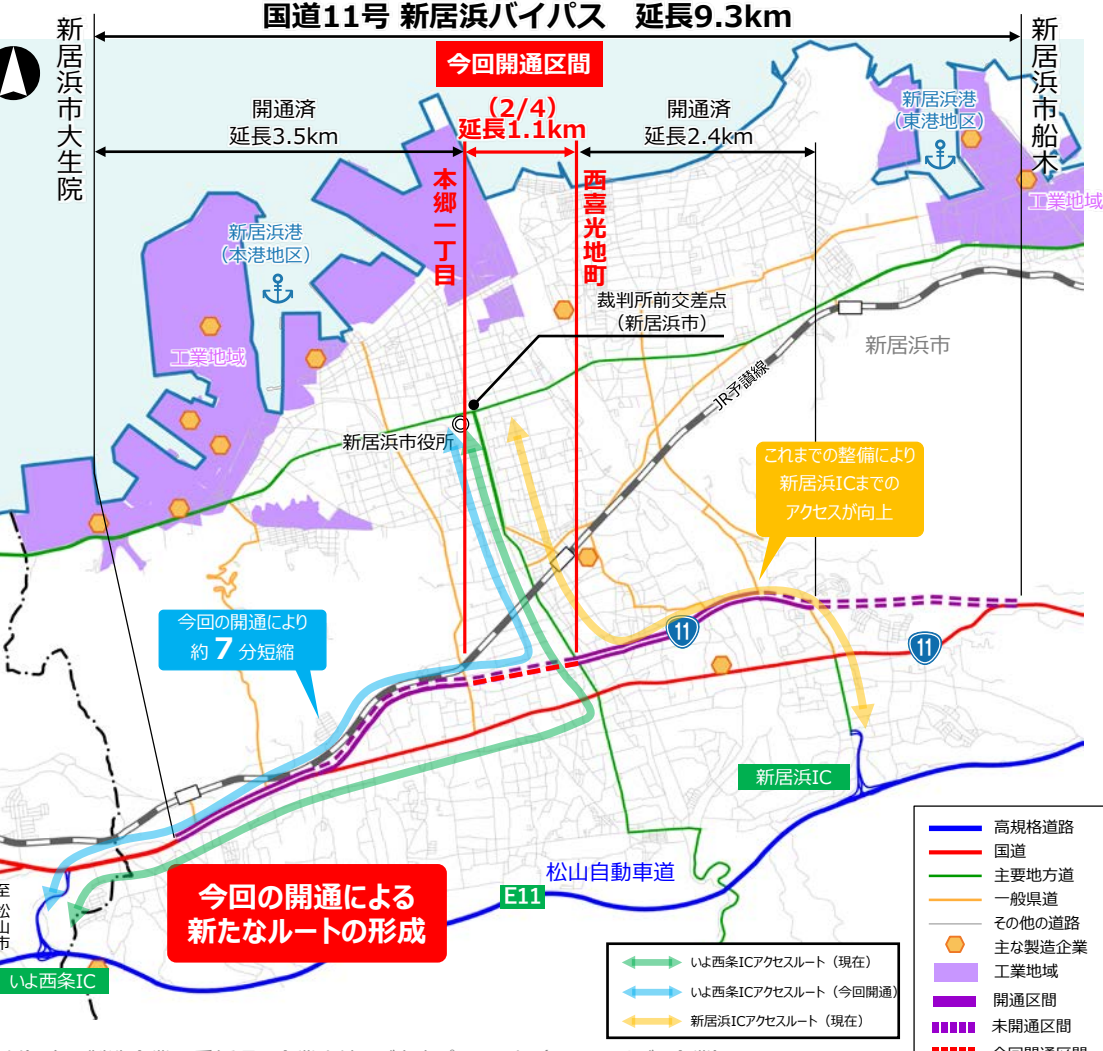 国道11号 新居浜バイパス　延長9.3km
新居浜市大生院
新居浜市船木
今回開通区間
開通済
延長3.5km
(2/4)
延長1.1km
開通済
延長2.4km
本郷一丁目
西喜光地町
新居浜港
(東港地区)
工業地域
新居浜港
(本港地区)
工業地域
裁判所前交差点
(新居浜市)
新居浜市
JR予讃線
新居浜市役所
これまでの整備により
新居浜ICまでの
アクセスが向上
今回の開通により
約 7 分短縮
11
11
新居浜IC
松山自動車道
E11
今回の開通による
新たなルートの形成
至 松山市
いよ西条IC
いよ西条ICアクセスルート（現在）
いよ西条ICアクセスルート（今回開通）
新居浜ICアクセスルート（現在）
高規格道路
国道
主要地方道
一般県道
その他の道路
主な製造企業
工業地域
開通区間
未開通区間
今回開通区間